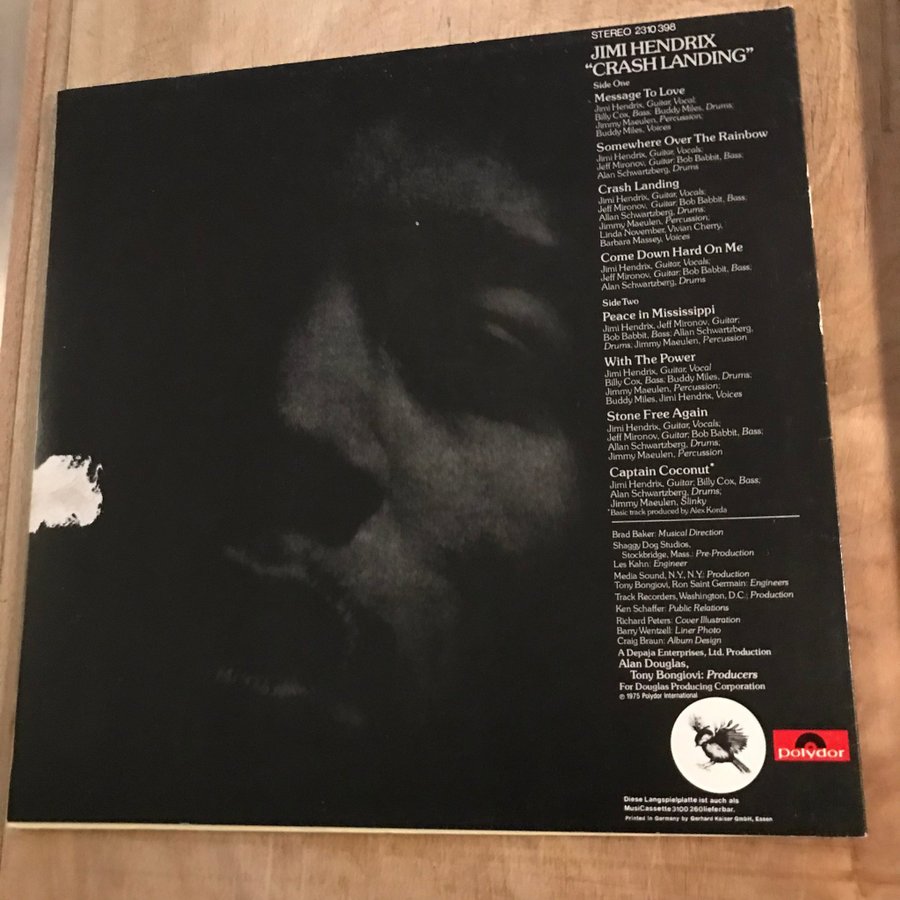 STEREO 2310 398
JIMI HENDRIX
"CRASH LANDING"
Side One
Message To Love
Jimi Hendrix, Guitar, Vocal;
Billy Cox, Bass; Buddy Miles, Drums;
Jimmy Maeulen, Percussion;
Buddy Miles, Voices
Somewhere Over The Rainbow
Jimi Hendrix, Guitar, Vocals;
Jeff Mironov, Guitar; Bob Babbit, Bass;
Alan Schwartzberg, Drums
Crash Landing
Jimi Hendrix, Guitar, Vocals;
Jeff Mironov, Guitar; Bob Babbit, Bass;
Allan Schwartzberg, Drums;
Jimmy Maeulen, Percussion;
Linda November, Vivian Cherry,
Barbara Massey, Voices
Come Down Hard On Me
Jimi Hendrix, Guitar, Vocals;
Jeff Mironov, Guitar; Bob Babbit, Bass;
Alan Schwartzberg, Drums
Side Two
Peace in Mississippi
Jimi Hendrix, Jeff Mironov, Guitar;
Bob Babbit, Bass; Allan Schwartzberg,
Drums; Jimmy Maeulen, Percussion
With The Power
Jimi Hendrix, Guitar, Vocal
Billy Cox, Bass; Buddy Miles, Drums;
Jimmy Maeulen, Percussion;
Buddy Miles, Jimi Hendrix, Voices
Stone Free Again
Jimi Hendrix, Guitar, Vocals;
Jeff Mironov, Guitar; Bob Babbit, Bass;
Allan Schwartzberg, Drums;
Jimmy Maeulen, Percussion
Captain Coconut*
Jimi Hendrix, Guitar; Billy Cox, Bass;
Alan Schwartzberg, Drums;
Jimmy Maeulen, Slinky
*Basic track produced by Alex Korda
Brad Baker: Musical Direction
Shaggy Dog Studios,
Stockbridge, Mass.: Pre-Production
Les Kahn: Engineer
Media Sound, N.Y., N.Y.: Production
Tony Bongiovi, Ron Saint Germain: Engineers
Track Recorders, Washington, D.C.; Production
Ken Schaffer: Public Relations
Richard Peters: Cover Illustration
Barry Wentzell: Liner Photo
Craig Braun: Album Design
A Depaja Enterprises, Ltd. Production
Alan Douglas,
Tony Bongiovi: Producers
For Douglas Producing Corporation
℗ 1975 Polydor International
polydor
Diese Langspielplatte ist auch als
MusiCassette 3100 260 lieferbar.
Printed in Germany by Gerhard Kaiser GmbH, Essen